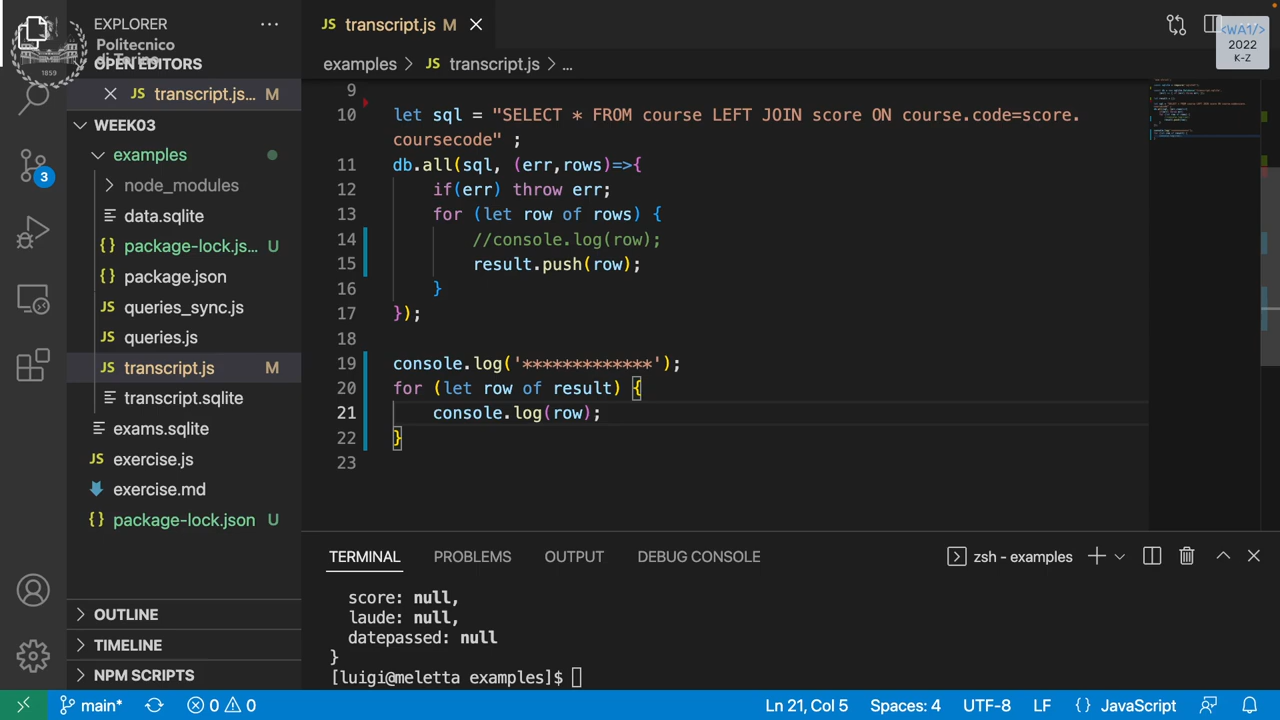 EXPLORER
Politecnico
di Torino
1859
OPEN EDITORS
JS transcript.js... M
WEEK03
examples
node_modules
data.sqlite
{} package-lock.js... U
{} package.json
JS queries_sync.js
JS queries.js
JS transcript.js M
transcript.sqlite
exams.sqlite
JS exercise.js
exercise.md
{} package-lock.json U
OUTLINE
TIMELINE
NPM SCRIPTS
3
JS transcript.js M
<WA1/>
2022
K-Z
examples > JS transcript.js > ...
9
10 let sql = "SELECT * FROM course LEFT JOIN score ON course.code=score.
coursecode" ;
11 db.all(sql, (err,rows)=>{
12 if(err) throw err;
13 for (let row of rows) {
14 //console.log(row);
15 result.push(row);
16 }
17 });
18
19 console.log('*************');
20 for (let row of result) {
21 console.log(row);
22 }
23
TERMINAL PROBLEMS OUTPUT DEBUG CONSOLE zsh - examples
score: null,
laude: null,
datepassed: null
}
[luigi@meletta examples]$
main* 0 0 Ln 21, Col 5 Spaces: 4 UTF-8 LF {} JavaScript